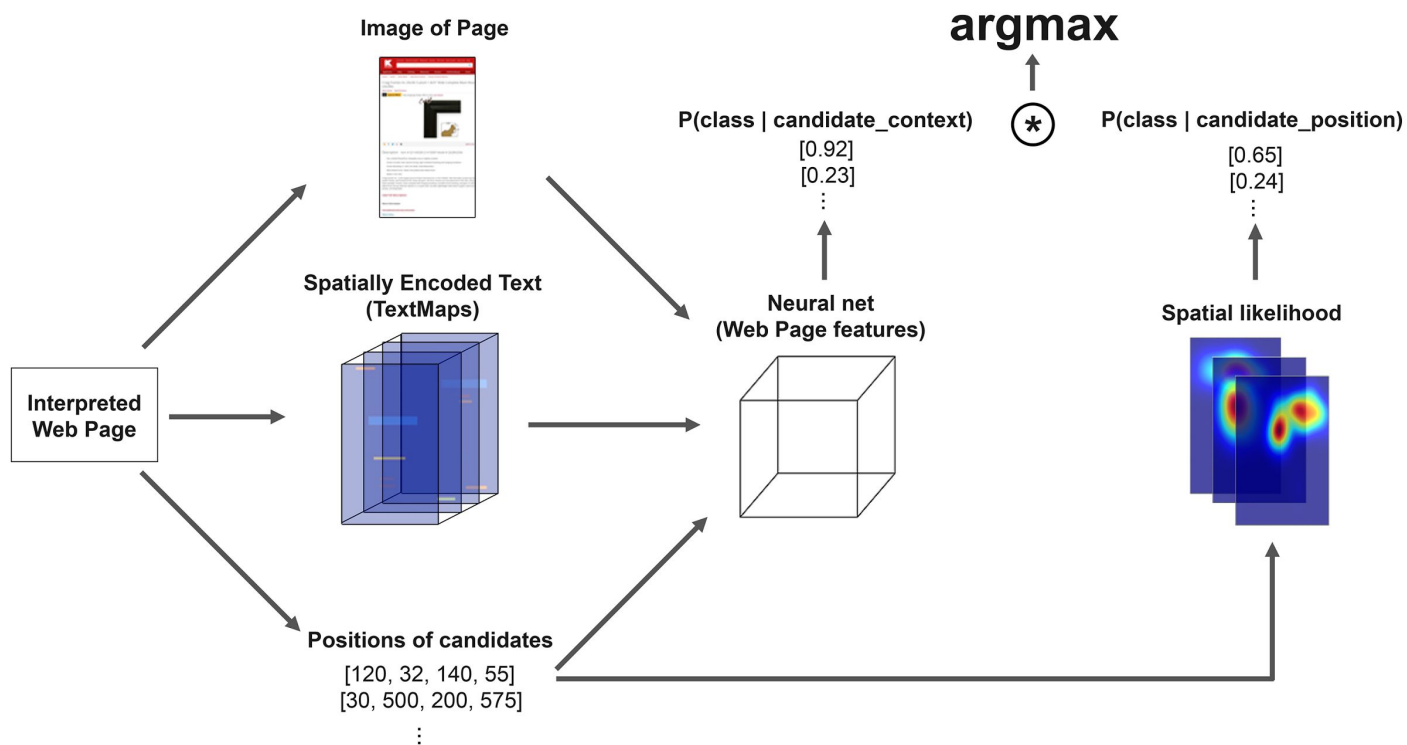 Image of Page
argmax
*
P(class | candidate_context)
[0.92]
[0.23]
⋮
P(class | candidate_position)
[0.65]
[0.24]
⋮
Spatially Encoded Text
(TextMaps)
Neural net
(Web Page features)
Spatial likelihood
Interpreted
Web Page
Positions of candidates
[120, 32, 140, 55]
[30, 500, 200, 575]
⋮